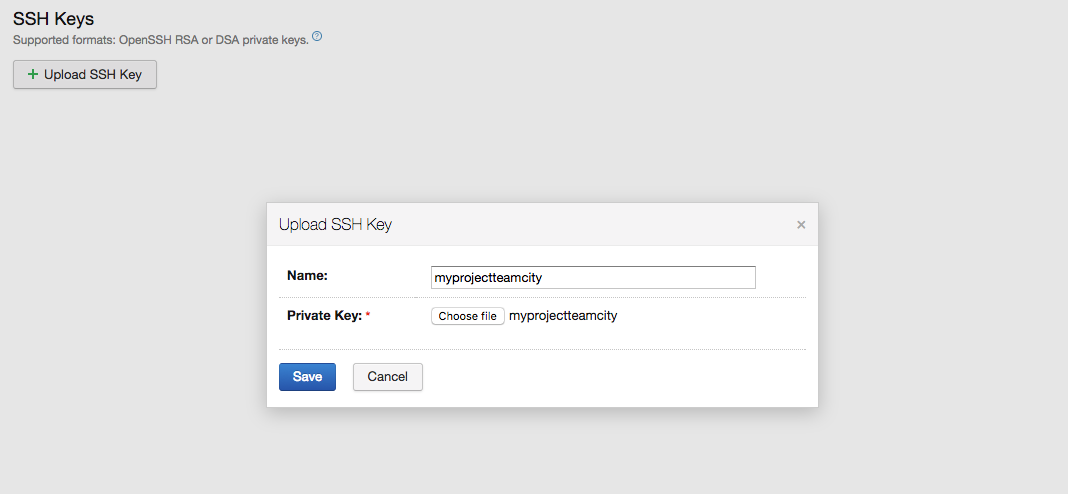 SSH Keys
Supported formats: OpenSSH RSA or DSA private keys. ?
+ Upload SSH Key
Upload SSH Key ×
Name: myprojectteamcity
Private Key: * Choose file myprojectteamcity
Save Cancel